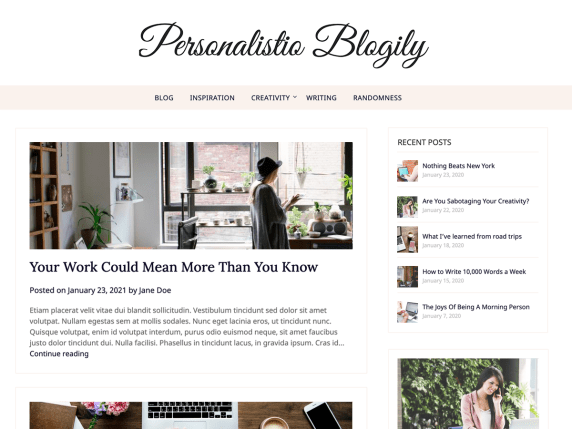 Personalistio Blogily
BLOG INSPIRATION CREATIVITY WRITING RANDOMNESS
Your Work Could Mean More Than You Know
Posted on January 23, 2021 by Jane Doe
Etiam placerat velit vitae dui blandit sollicitudin. Vestibulum tincidunt sed dolor sit amet
volutpat. Nullam egestas sem at mollis sodales. Nunc eget lacinia eros, ut tincidunt nunc.
Quisque volutpat, enim id volutpat interdum, purus odio euismod neque, sit amet faucibus
justo dolor tincidunt dui. Nulla facilisi. Phasellus in tincidunt lacus, in gravida ipsum. Cras id...
Continue reading
RECENT POSTS
Nothing Beats New York
January 23, 2020
Are You Sabotaging Your Creativity?
January 22, 2020
What I've learned from road trips
January 18, 2020
How to Write 10,000 Words a Week
January 15, 2020
The Joys Of Being A Morning Person
January 7, 2020